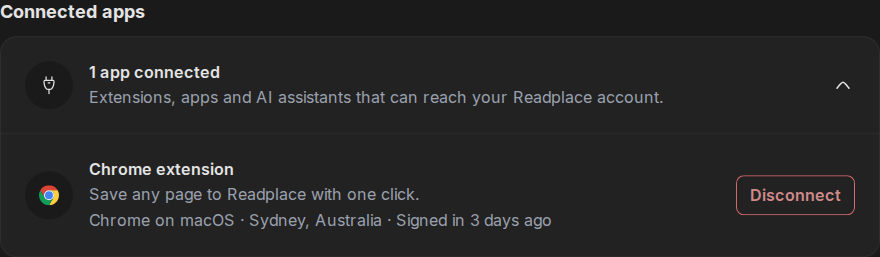 Connected apps
1 app connected
Extensions, apps and AI assistants that can reach your Readplace account.
Chrome extension
Save any page to Readplace with one click.
Chrome on macOS · Sydney, Australia · Signed in 3 days ago
Disconnect